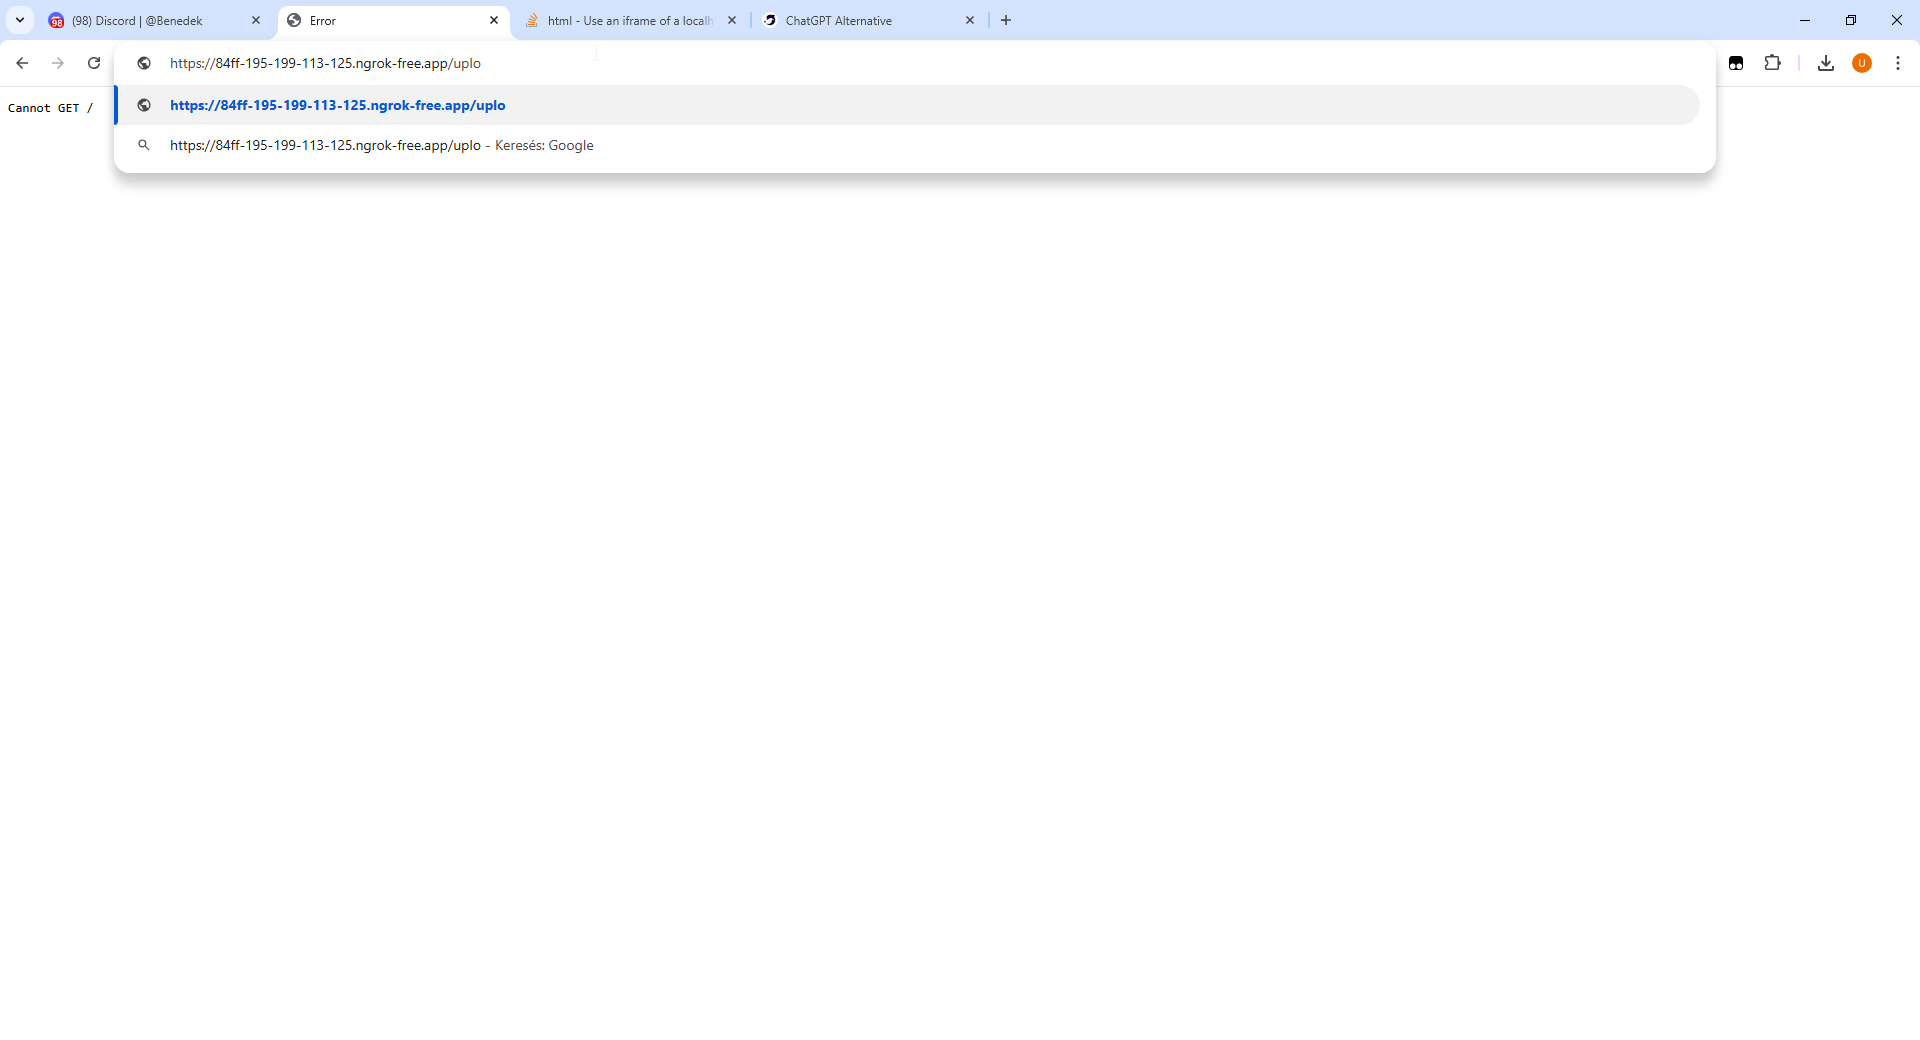 (98) Discord | @Benedek
Error
html - Use an iframe of a localh
ChatGPT Alternative
https://84ff-195-199-113-125.ngrok-free.app/uplo
U
https://84ff-195-199-113-125.ngrok-free.app/uplo
Cannot GET /
https://84ff-195-199-113-125.ngrok-free.app/uplo - Keresés: Google